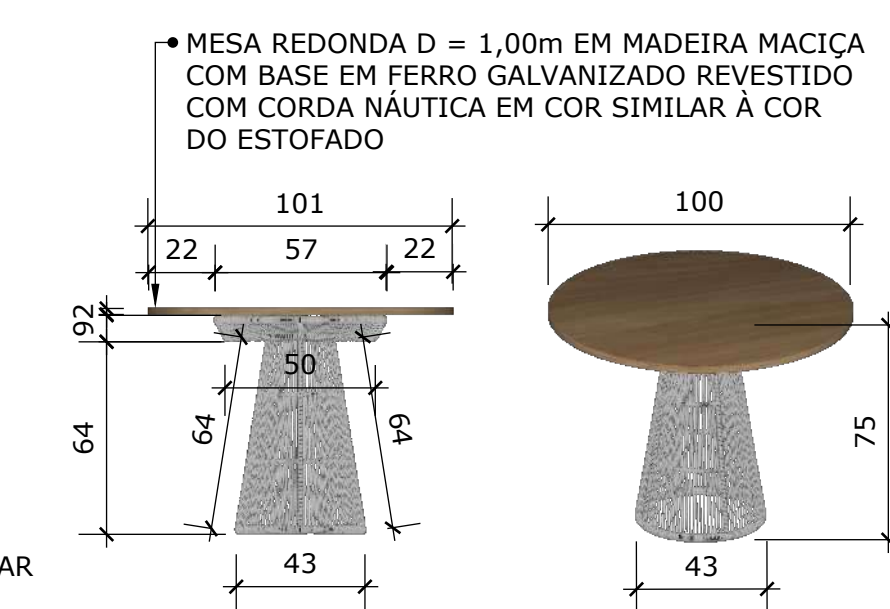 MESA REDONDA D = 1,00m EM MADEIRA MACIÇA
COM BASE EM FERRO GALVANIZADO REVESTIDO
COM CORDA NÁUTICA EM COR SIMILAR À COR
DO ESTOFADO
101
100
22 57 22
92
50
64
64
64
75
AR
43
43